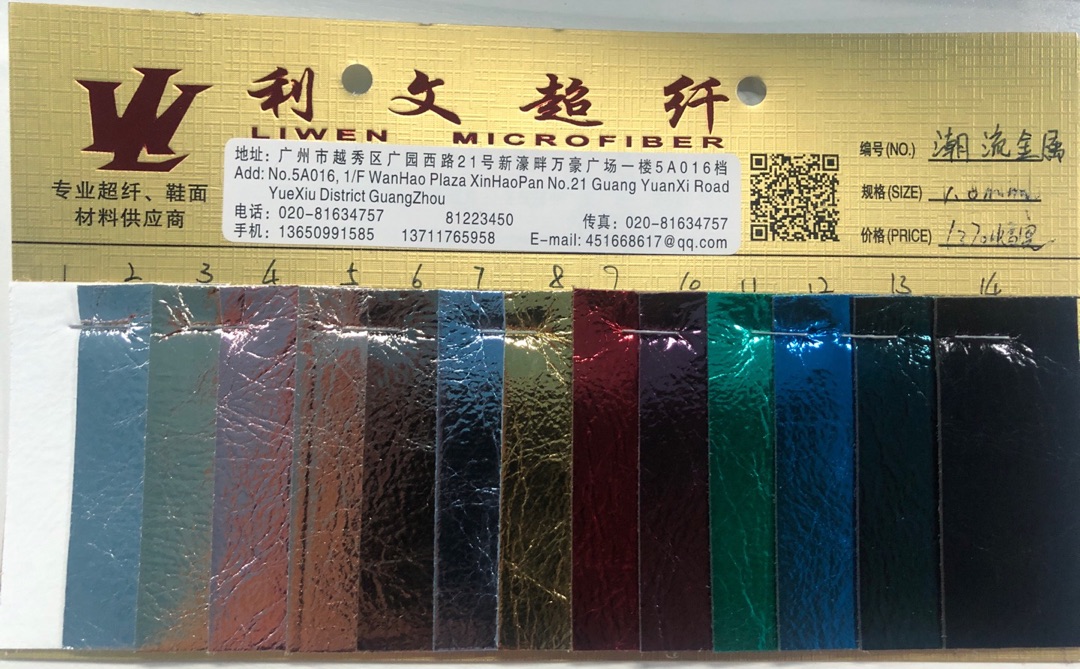 利文超纤
LIWEN MICROFIBER
专业超纤、鞋面
材料供应商
地址：广州市越秀区广园西路21号新濠畔万豪广场一楼5A016档
Add: No.5A016, 1/F WanHao Plaza XinHaoPan No.21 Guang YuanXi Road
YueXiu District GuangZhou
电话：020-81634757 81223450 传真：020-81634757
手机：13650991585 13711765958 E-mail: 451668617@qq.com
编号(NO.) 潮流金属
规格(SIZE)
价格(PRICE)
1 2 3 4 5 6 7 8 9 10 11 12 13 14